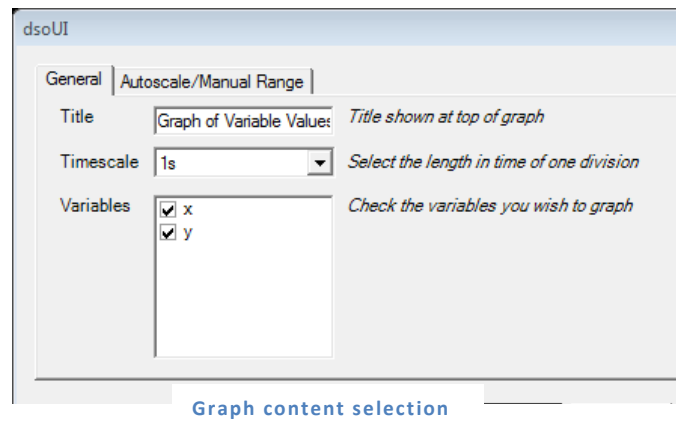 dsoUI
General Autoscale/Manual Range
Title Graph of Variable Values Title shown at top of graph
Timescale 1s Select the length in time of one division
Variables x Check the variables you wish to graph
y
Graph content selection